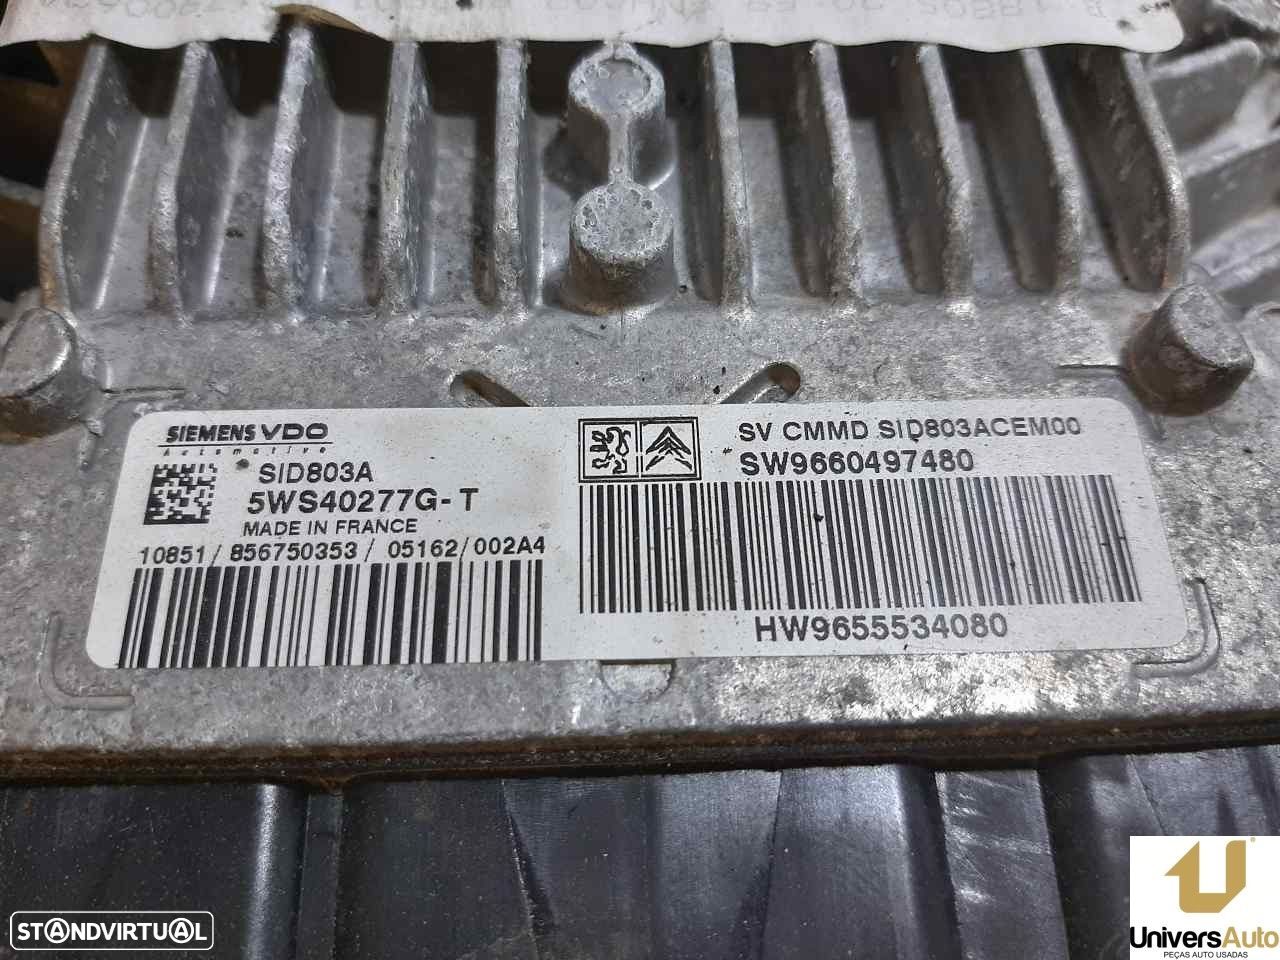 SIEMENS VDO
Automotive
SID803A
5WS40277G-T
MADE IN FRANCE
10851/856750353/05162/002A4
SV CMMD SID803ACEM00
SW9660497480
HW9655534080
STANDVIRTUAL
UniversAuto
PEÇAS AUTO USADAS